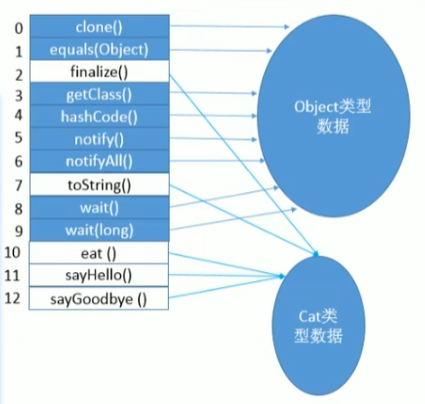 0 clone()
1 equals(Object)
2 finalize()
3 getClass()
4 hashCode()
5 notify()
6 notifyAll()
7 toString()
8 wait()
9 wait(long)
10 eat ()
11 sayHello()
12 sayGoodbye ()
Object类型
数据
Cat类
型数据